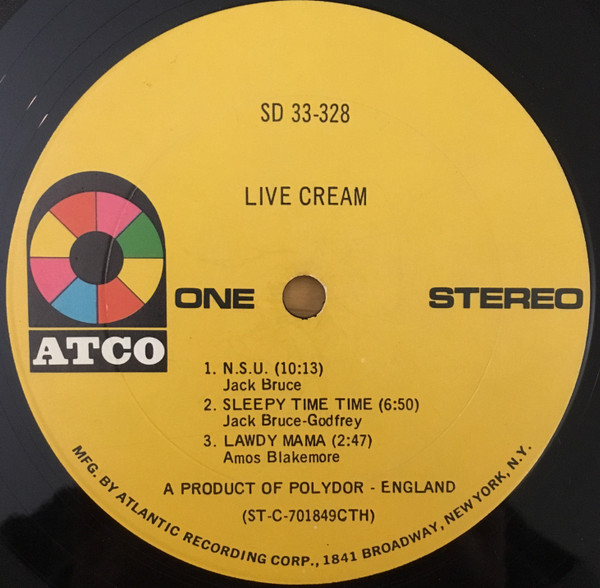 SD 33-328
LIVE CREAM
ATCO
ONE
STEREO
1. N.S.U. (10:13)
Jack Bruce
2. SLEEPY TIME TIME (6:50)
Jack Bruce-Godfrey
3. LAWDY MAMA (2:47)
Amos Blakemore
A PRODUCT OF POLYDOR - ENGLAND
(ST-C-701849CTH)
MFG. BY ATLANTIC RECORDING CORP., 1841 BROADWAY, NEW YORK, N.Y.